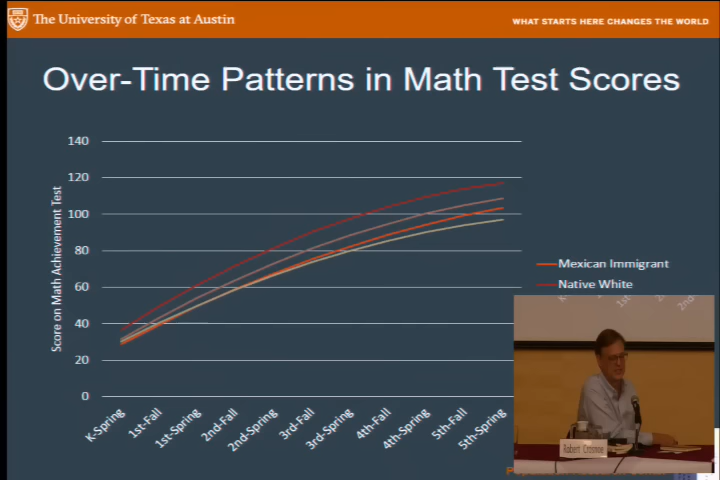 The University of Texas at Austin
WHAT STARTS HERE CHANGES THE WORLD
Over-Time Patterns in Math Test Scores
Score on Math Achievement Test
140
120
100
80
60
40
20
0
K-Spring
1st-Fall
1st-Spring
2nd-Fall
2nd-Spring
3rd-Fall
3rd-Spring
4th-Fall
4th-Spring
5th-Fall
5th-Spring
Mexican Immigrant
Native White
Robert Crosnoe